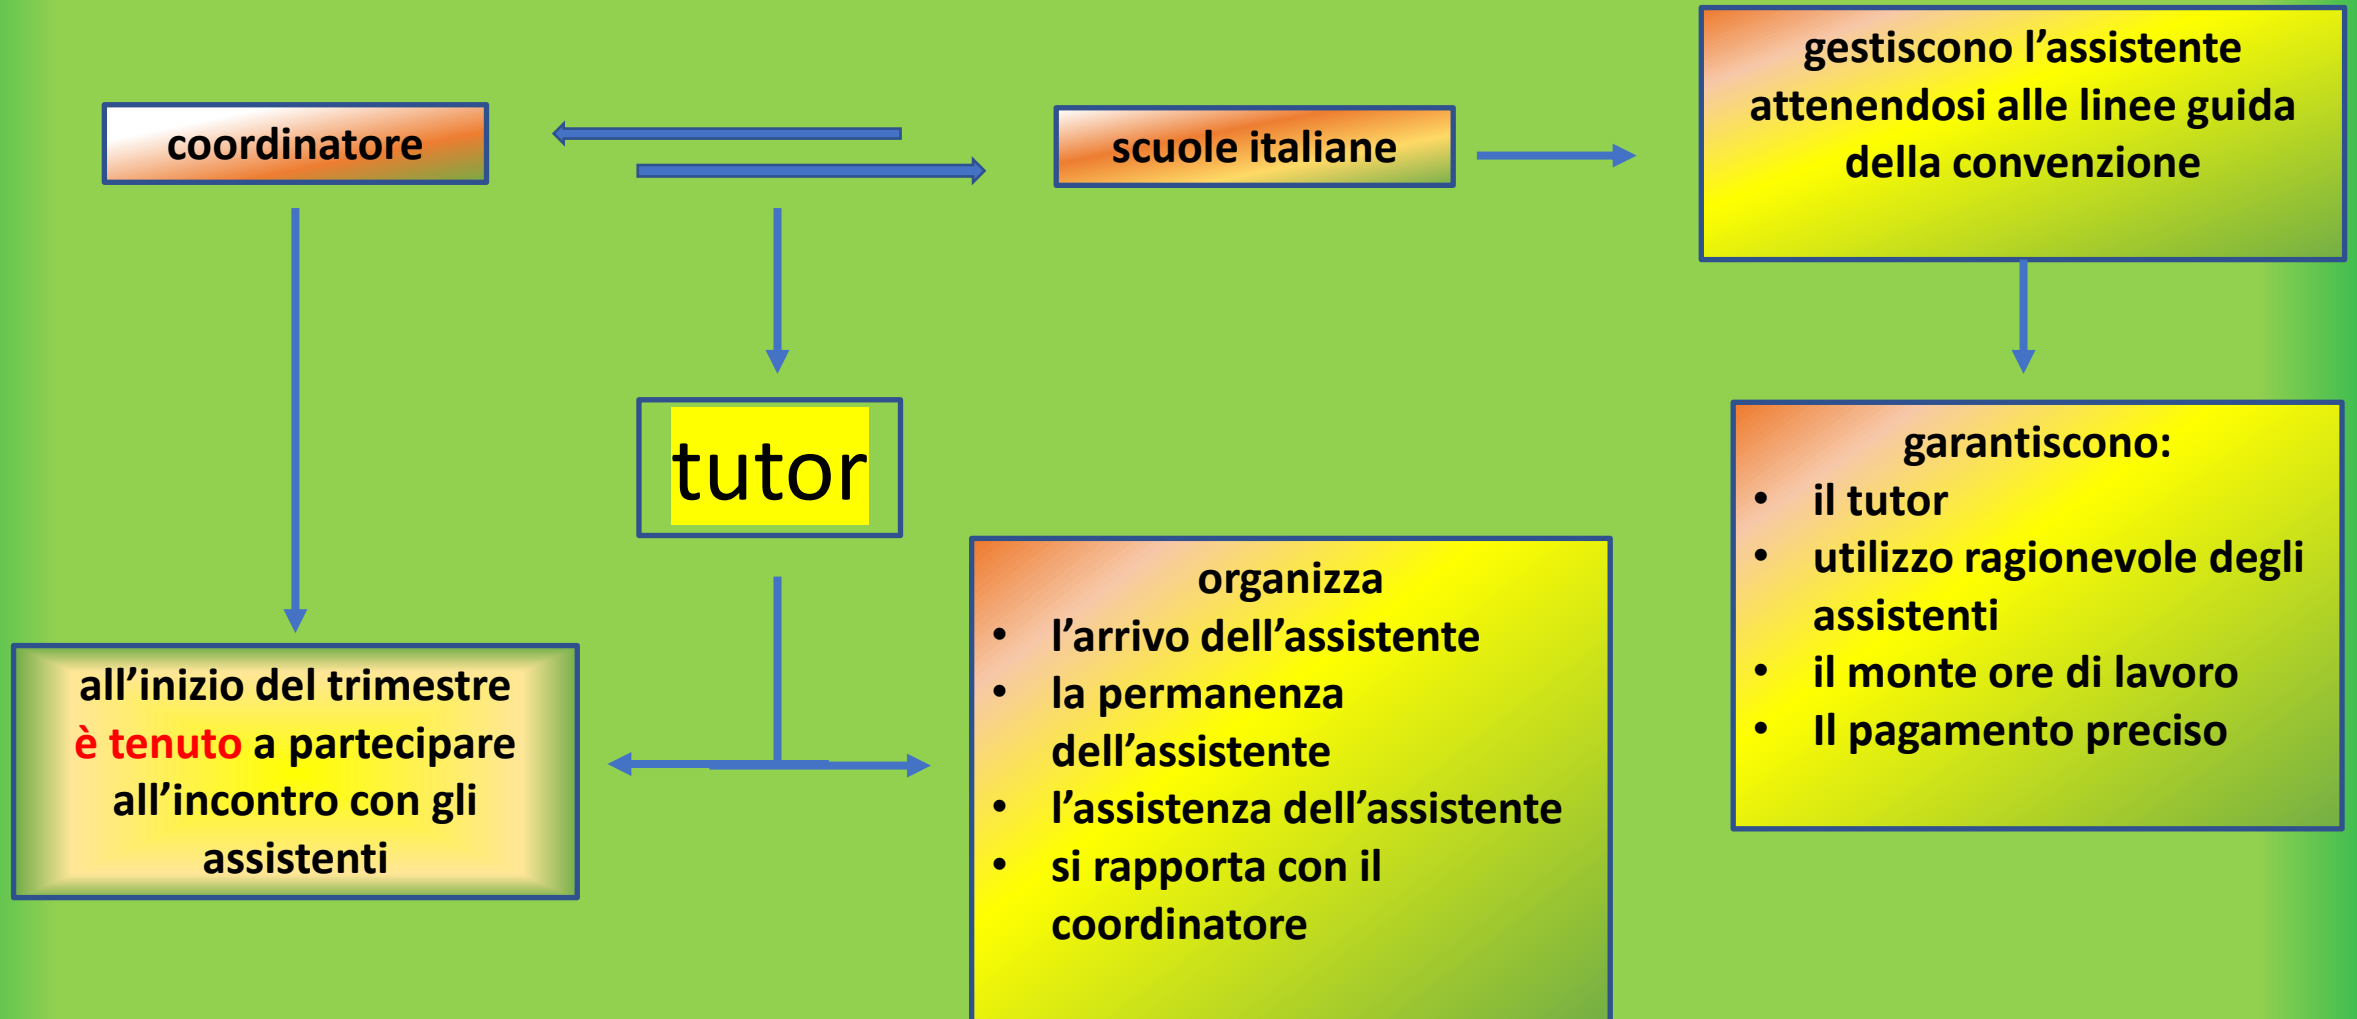 coordinatore
scuole italiane
gestiscono l’assistente
attenendosi alle linee guida
della convenzione
tutor
garantiscono:
• il tutor
• utilizzo ragionevole degli
assistenti
• il monte ore di lavoro
• Il pagamento preciso
organizza
• l’arrivo dell’assistente
• la permanenza
dell’assistente
• l’assistenza dell’assistente
• si rapporta con il
coordinatore
all’inizio del trimestre
è tenuto a partecipare
all’incontro con gli
assistenti